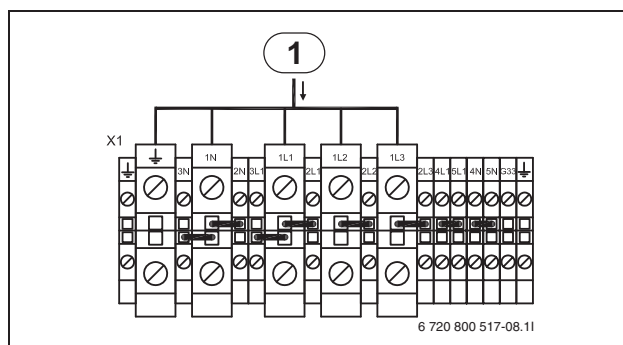 1
X1
⏚ ⏚ 3N 1N 2N 3L1 1L1 2L1 1L2 2L2 1L3 2L3 4L1 5L1 4N 5N G33 ⏚
6 720 800 517-08.1I